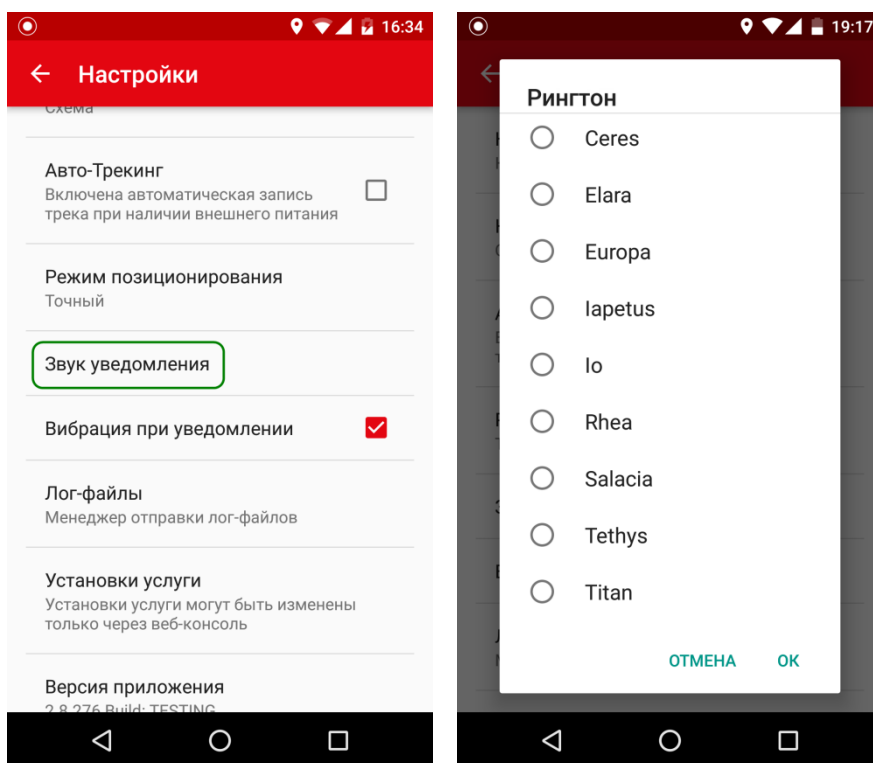 16:34
Настройки
Схема
Авто-Трекинг
Включена автоматическая запись
трека при наличии внешнего питания
Режим позиционирования
Точный
Звук уведомления
Вибрация при уведомлении
Лог-файлы
Менеджер отправки лог-файлов
Установки услуги
Установки услуги могут быть изменены
только через веб-консоль
Версия приложения
2.8.276 Build: TESTING
19:17
Рингтон
Ceres
Elara
Europa
Iapetus
Io
Rhea
Salacia
Tethys
Titan
ОТМЕНА
ОК